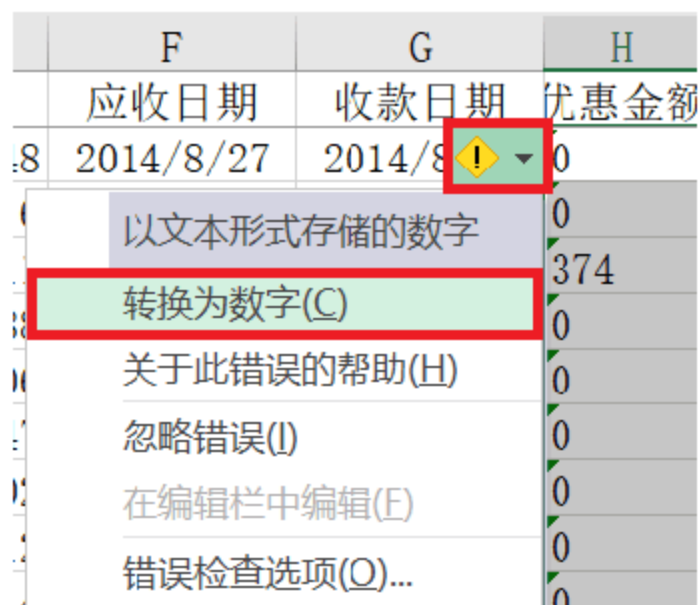 F G H
应收日期 收款日期 优惠金额
48 2014/8/27 2014/8 0
以文本形式存储的数字 0
374
转换为数字(C) 0
关于此错误的帮助(H) 0
忽略错误(I) 0
在编辑栏中编辑(E) 0
0
错误检查选项(O)... 0